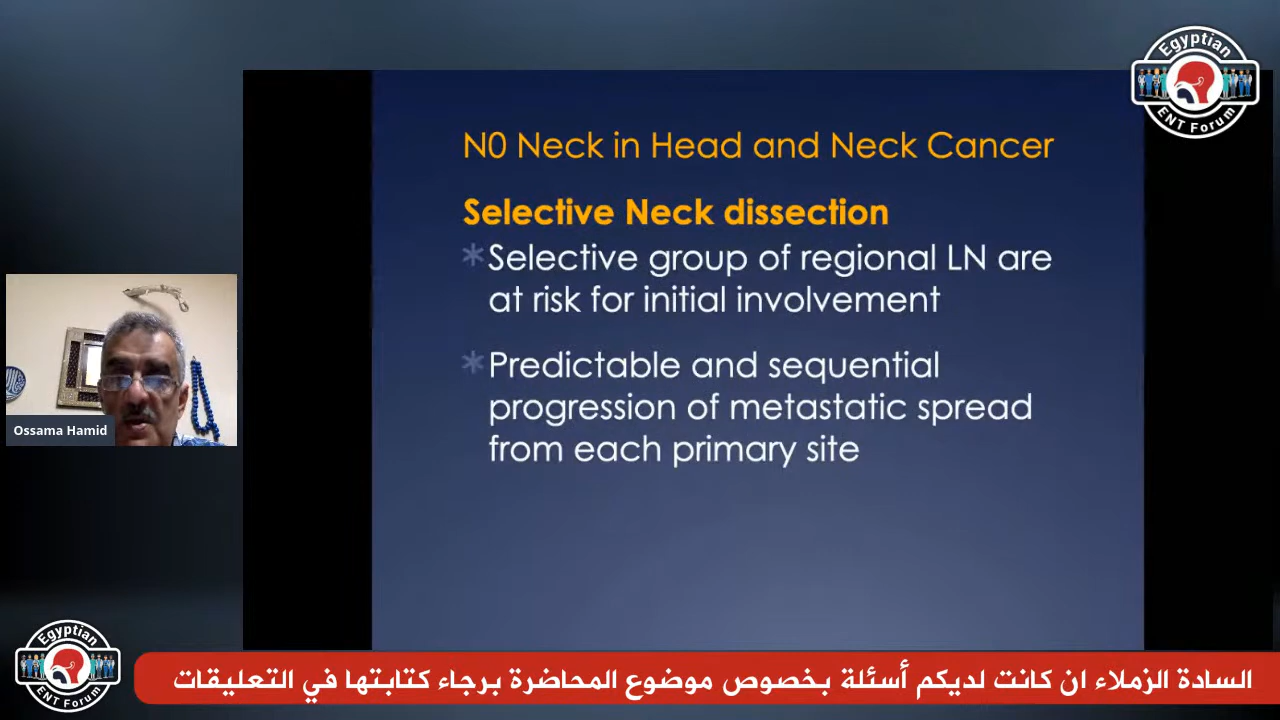 Egyptian
ENT Forum
N0 Neck in Head and Neck Cancer
Selective Neck dissection
*Selective group of regional LN are
at risk for initial involvement
*Predictable and sequential
progression of metastatic spread
from each primary site
Ossama Hamid
Egyptian
ENT Forum
السادة الزملاء ان كانت لديكم أسئلة بخصوص موضوع المحاضرة برجاء كتابتها في التعليقات